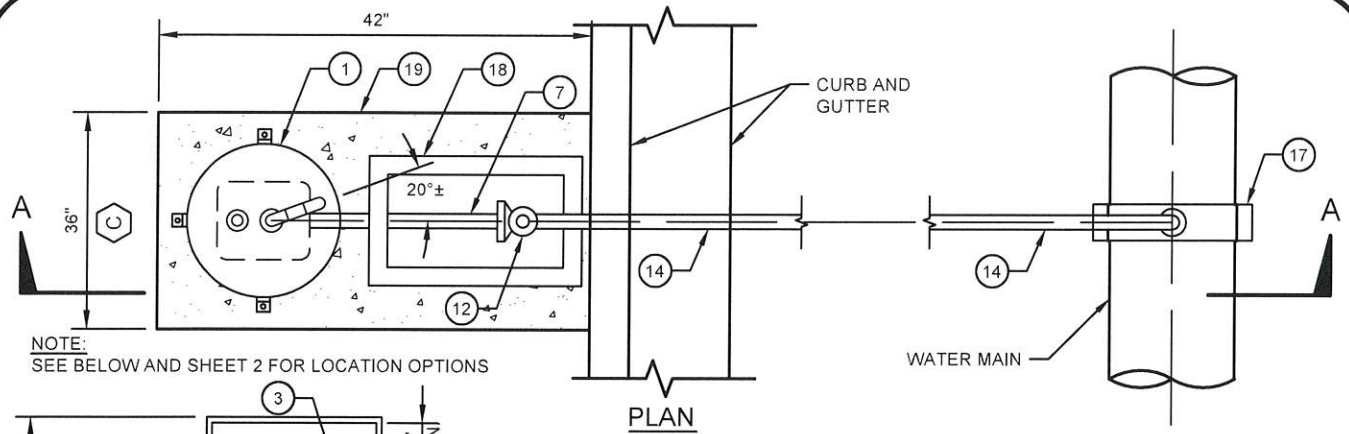 42"
1
19
18
7
CURB AND
GUTTER
17
20°±
A
36"
C
A
12
14
14
NOTE:
SEE BELOW AND SHEET 2 FOR LOCATION OPTIONS
WATER MAIN
3
PLAN